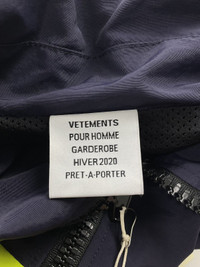 VETEMENTS
POUR HOMME
GARDEROBE
HIVER 2020
PRET-A-PORTER